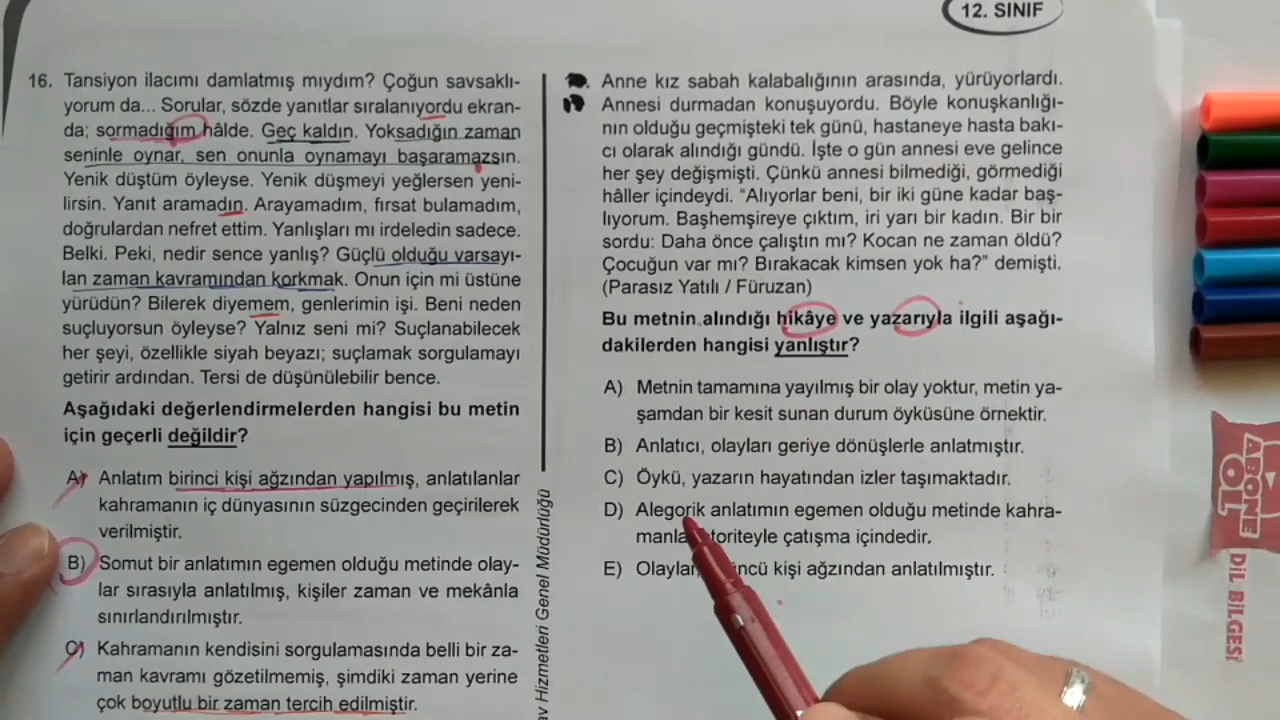 12. SINIF
16. Tansiyon ilacımı damlatmış mıydım? Çoğun savsaklı-
yorum da... Sorular, sözde yanıtlar sıralanıyordu ekran-
da; sormadığım hâlde. Geç kaldın. Yoksadığın zaman
seninle oynar, sen onunla oynamayı başaramazsın.
Yenik düştüm öyleyse. Yenik düşmeyi yeğlersen yeni-
lirsin. Yanıt aramadın. Arayamadım, fırsat bulamadım,
doğrulardan nefret ettim. Yanlışları mı irdeledin sadece.
Belki. Peki, nedir sence yanlış? Güçlü olduğu varsayı-
lan zaman kavramından korkmak. Onun için mi üstüne
yürüdün? Bilerek diyemem, genlerimin işi. Beni neden
suçluyorsun öyleyse? Yalnız seni mi? Suçlanabilecek
her şeyi, özellikle siyah beyazı; suçlamak sorgulamayı
getirir ardından. Tersi de düşünülebilir bence.
Aşağıdaki değerlendirmelerden hangisi bu metin
için geçerli değildir?
A) Anlatım birinci kişi ağzından yapılmış, anlatılanlar
kahramanın iç dünyasının süzgecinden geçirilerek
verilmiştir.
B) Somut bir anlatımın egemen olduğu metinde olay-
lar sırasıyla anlatılmış, kişiler zaman ve mekânla
sınırlandırılmıştır.
C) Kahramanın kendisini sorgulamasında belli bir za-
man kavramı gözetilmemiş, şimdiki zaman yerine
çok boyutlu bir zaman tercih edilmiştir.
Hizmetleri Genel Müdürlüğü
17
Anne kız sabah kalabalığının arasında, yürüyorlardı.
Annesi durmadan konuşuyordu. Böyle konuşkanlığı-
nın olduğu geçmişteki tek günü, hastaneye hasta bakı-
cı olarak alındığı gündü. İşte o gün annesi eve gelince
her şey değişmişti. Çünkü annesi bilmediği, görmediği
hâller içindeydi. “Alıyorlar beni, bir iki güne kadar baş-
lıyorum. Başhemşireye çıktım, iri yarı bir kadın. Bir bir
sordu: Daha önce çalıştın mı? Kocan ne zaman öldü?
Çocuğun var mı? Bırakacak kimsen yok ha?” demişti.
(Parasız Yatılı / Füruzan)
Bu metnin alındığı hikâye ve yazarıyla ilgili aşağı-
dakilerden hangisi yanlıştır?
A) Metnin tamamına yayılmış bir olay yoktur, metin ya-
şamdan bir kesit sunan durum öyküsüne örnektir.
B) Anlatıcı, olayları geriye dönüşlerle anlatmıştır.
C) Öykü, yazarın hayatından izler taşımaktadır.
D) Alegorik anlatımın egemen olduğu metinde kahra-
çatışma içindedir.
E) kişi ağzından anlatılmıştır.
ABONE
OL
DİL BİLGESİ